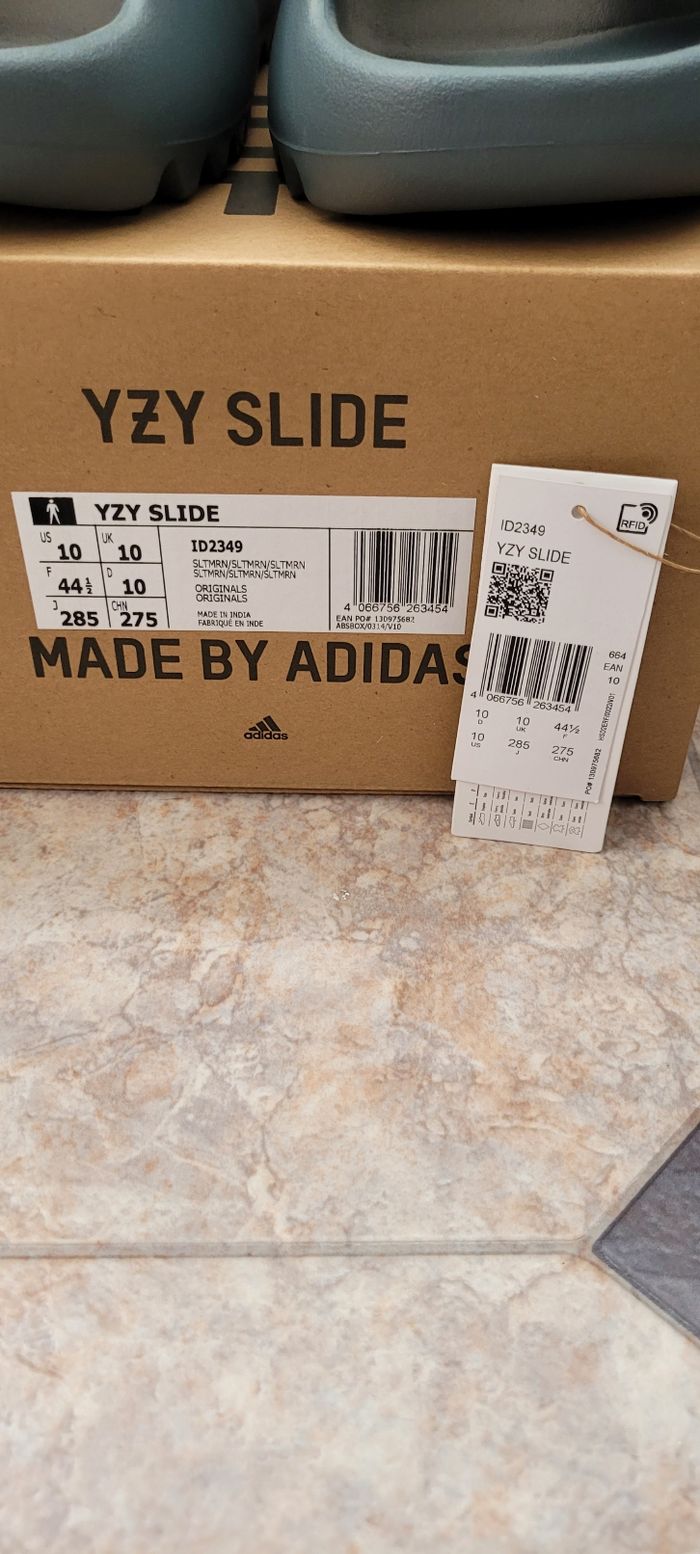 YZY SLIDE
YZY SLIDE
US 10 UK 10
F 44½ D 10
J 285 CHN 275
ID2349
SLTMRN/SLTMRN/SLTMRN
SLTMRN/SLTMRN/SLTMRN
ORIGINALS
ORIGINALS
MADE IN INDIA
FABRIQUÉ EN INDE
4 066756 263454
EAN PO# 130975682
ABSBOX/0314/V10
MADE BY ADIDAS
adidas
RFID
ID2349
YZY SLIDE
664
EAN
10
4 066756 263454
10 D 10 UK 44½ F
10 US 285 J 275 CHN
PO# 130975682